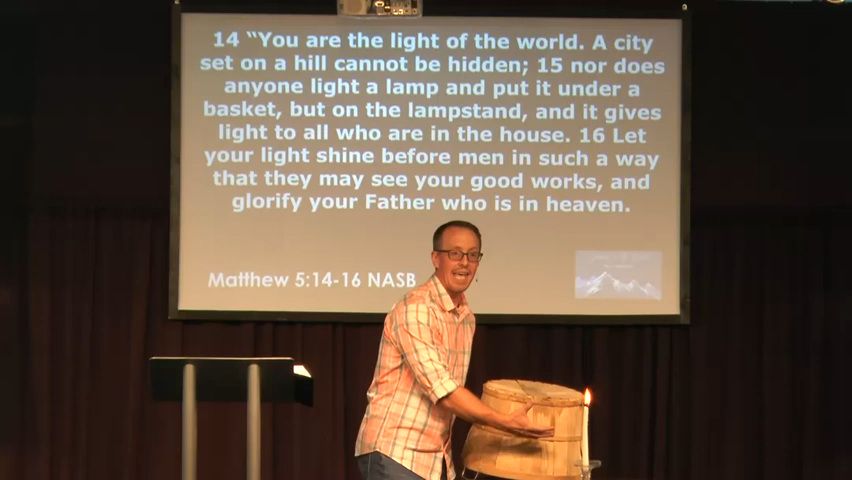 14 “You are the light of the world. A city
set on a hill cannot be hidden; 15 nor does
anyone light a lamp and put it under a
basket, but on the lampstand, and it gives
light to all who are in the house. 16 Let
your light shine before men in such a way
that they may see your good works, and
glorify your Father who is in heaven.
Matthew 5:14-16 NASB